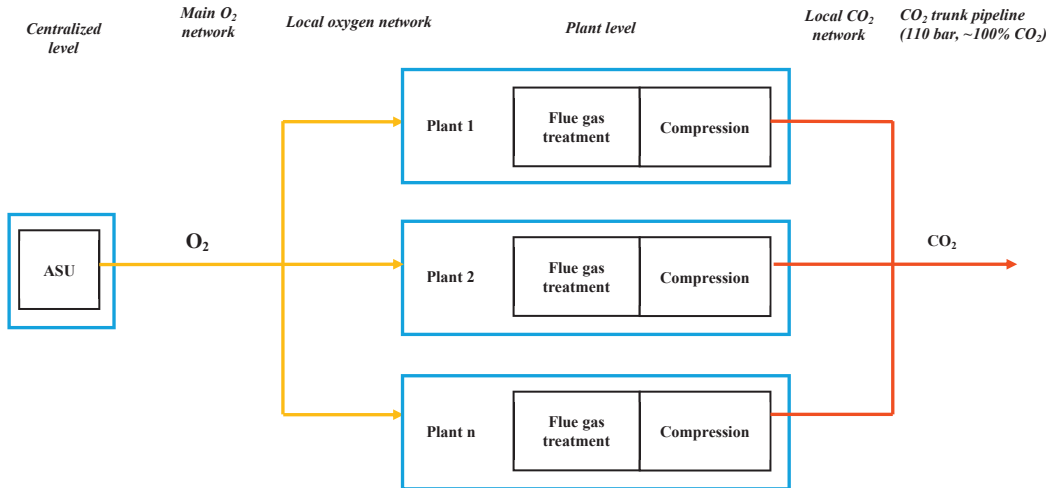 Centralized
level
Main O₂
network
Local oxygen network
Plant level
Local CO₂
network
CO₂ trunk pipeline
(110 bar, ~100% CO₂)
Plant 1
Flue gas
treatment
Compression
ASU
O₂
Plant 2
Flue gas
treatment
Compression
CO₂
Plant n
Flue gas
treatment
Compression